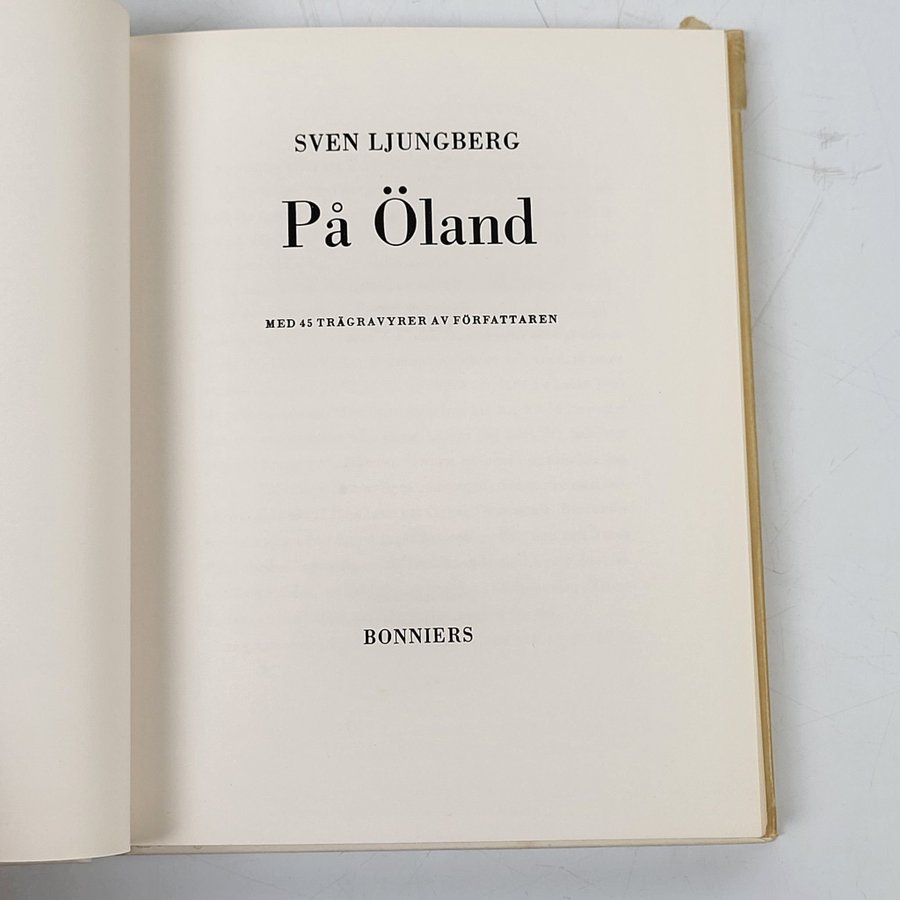 SVEN LJUNGBERG
På Öland
MED 45 TRÄGRAVYRER AV FÖRFATTAREN
BONNIERS